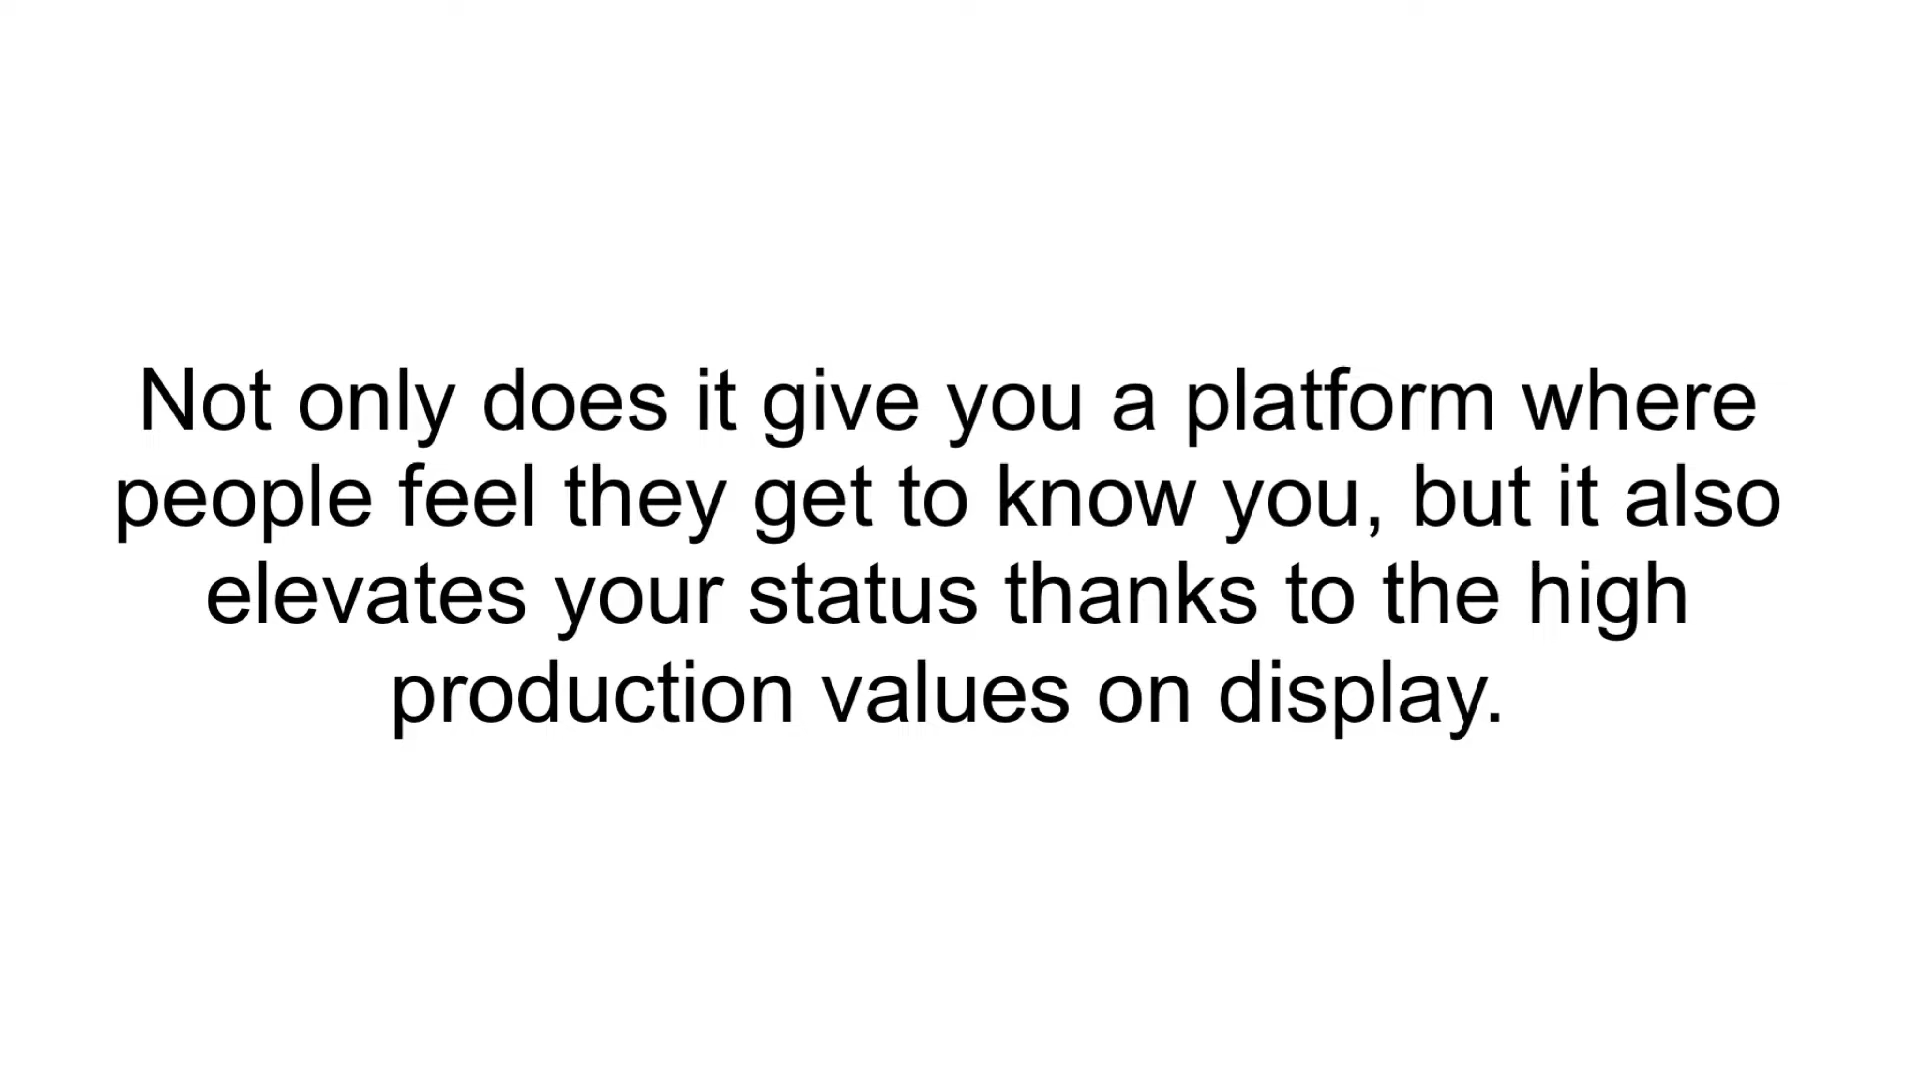 Not only does it give you a platform where
people feel they get to know you, but it also
elevates your status thanks to the high
production values on display.